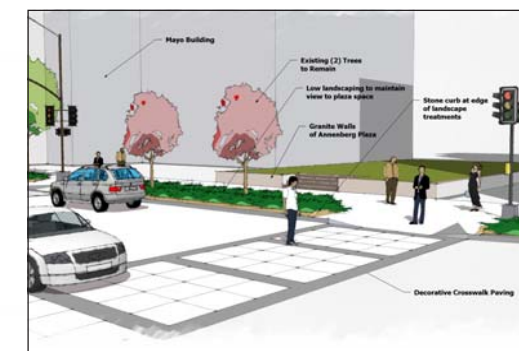 Mayo Building
Existing (2) Trees
to Remain
Low landscaping to maintain
view to plaza space
Stone curb at edge
of landscape
treatments
Granite Walls
of Annenberg Plaza
Decorative Crosswalk Paving